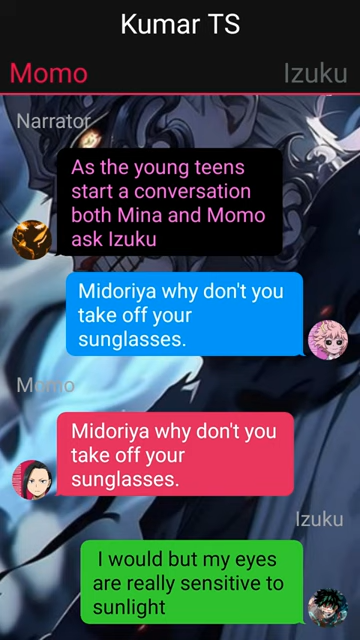 Kumar TS
Momo Izuku
Narrator
As the young teens
start a conversation
both Mina and Momo
ask Izuku
Midoriya why don't you
take off your
sunglasses.
Momo
Midoriya why don't you
take off your
sunglasses.
Izuku
I would but my eyes
are really sensitive to
sunlight